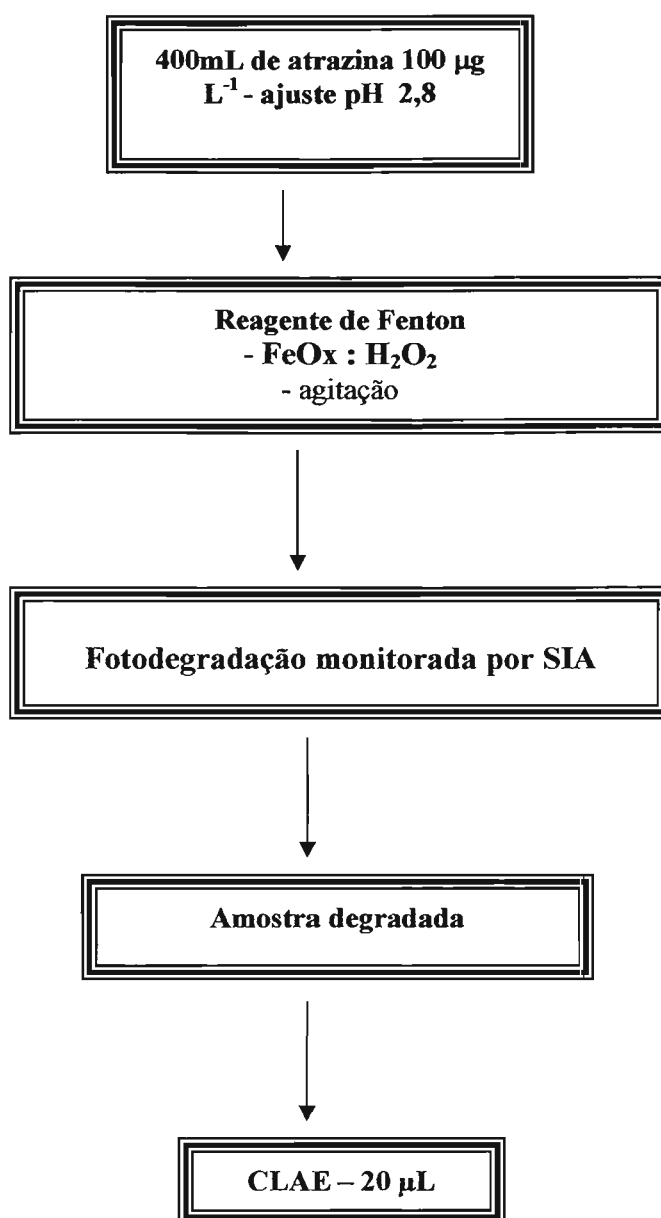 400mL de atrazina 100 µg
L⁻¹ - ajuste pH 2,8
Reagente de Fenton
- FeOx : H₂O₂
- agitação
Fotodegradação monitorada por SIA
Amostra degradada
CLAE – 20 µL